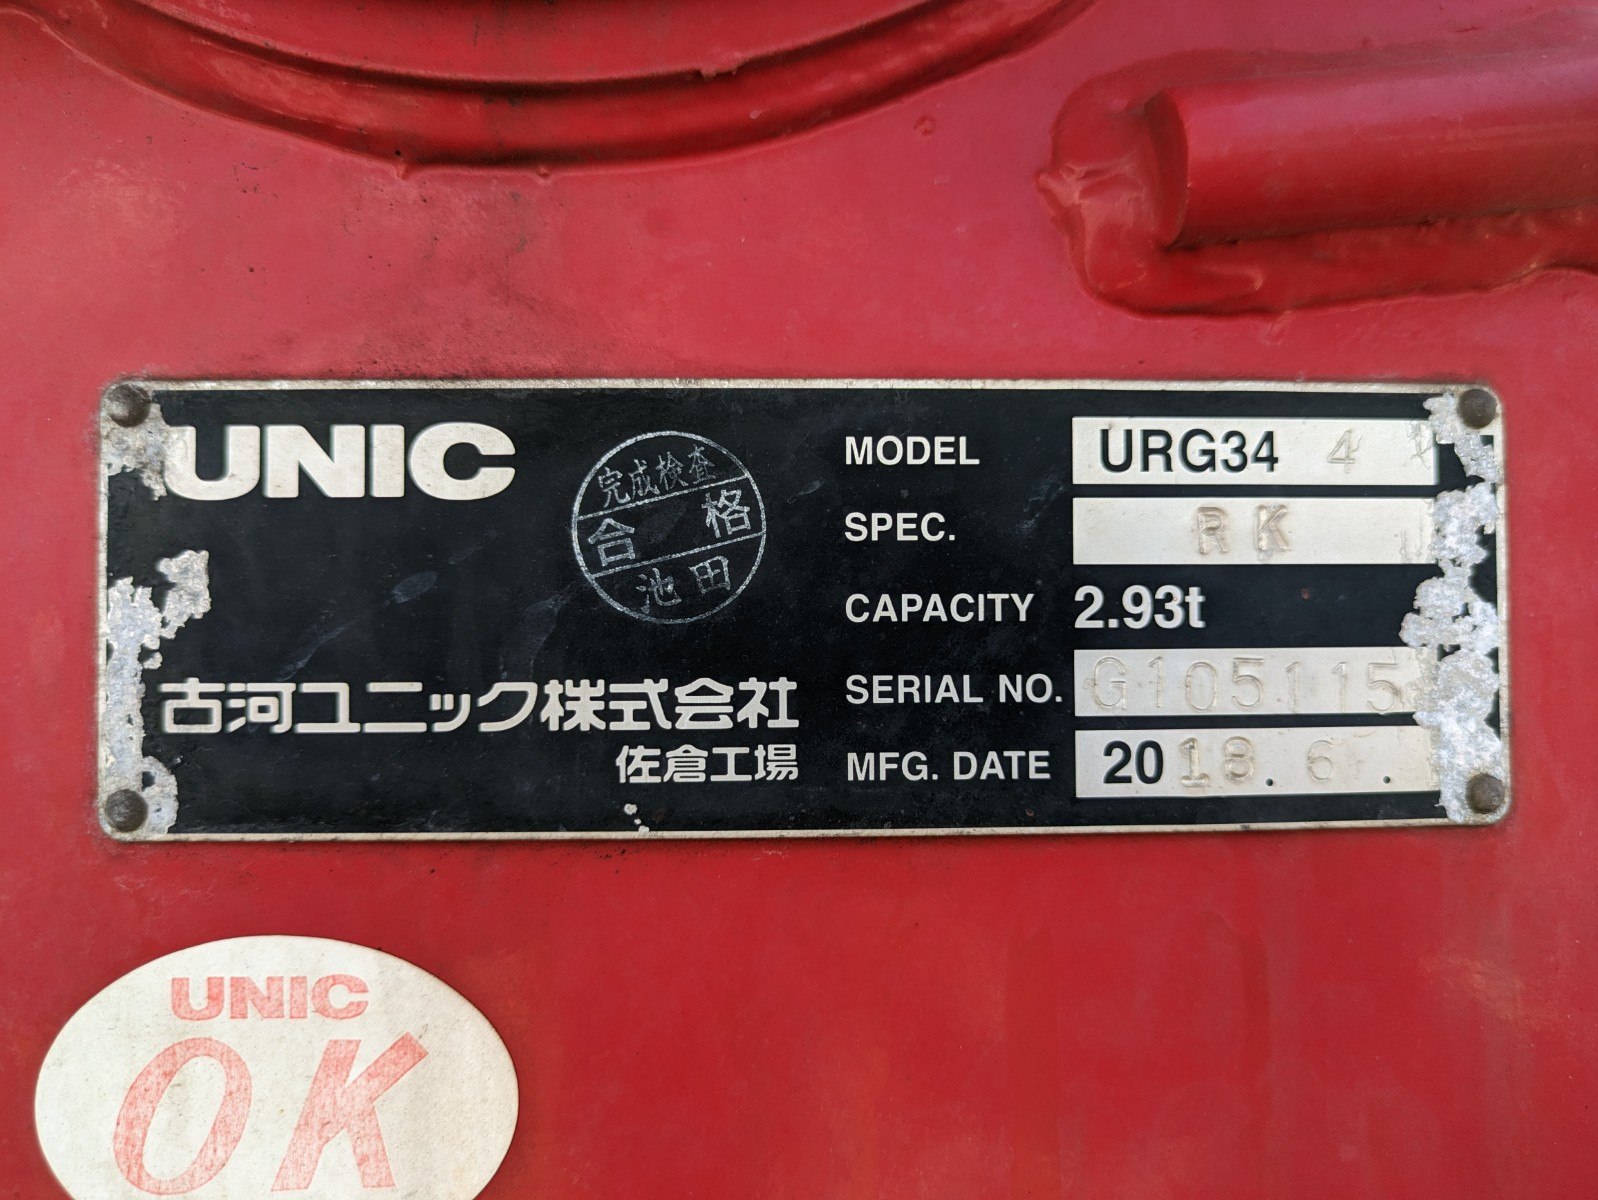 UNIC
完成検査
合格
池田
古河ユニック株式会社
佐倉工場
MODEL URG34 4
SPEC. RK
CAPACITY 2.93t
SERIAL NO. G105115
MFG. DATE 2018.6.
UNIC
OK